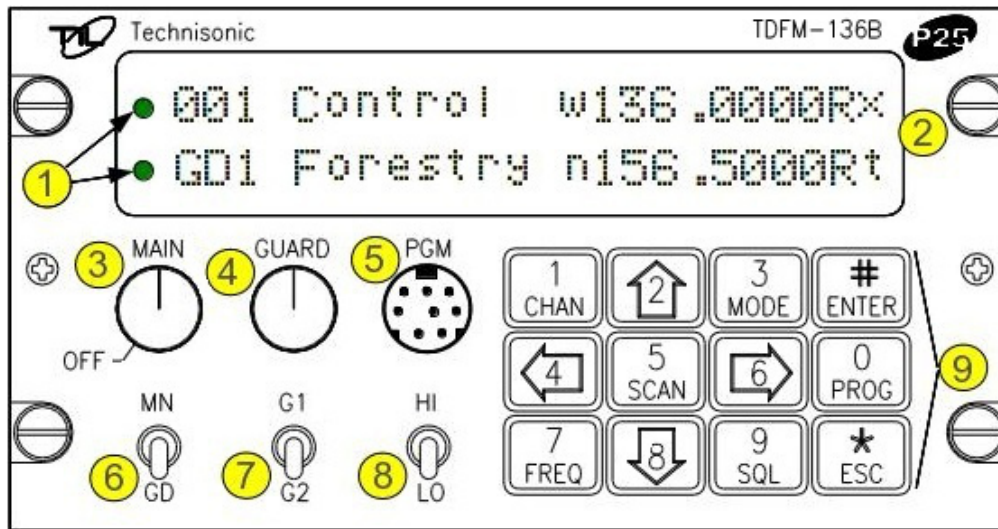 TiL Technisonic TDFM-136B P25
001 Control w136.0000Rx
GD1 Forestry n156.5000Rt
1
2
3 MAIN 4 GUARD 5 PGM
OFF
MN G1 HI
6 7 8
GD G2 LO
1 2 3 #
CHAN MODE ENTER
4 5 6 0
SCAN PROG
9
7 8 9 *
FREQ SQL ESC